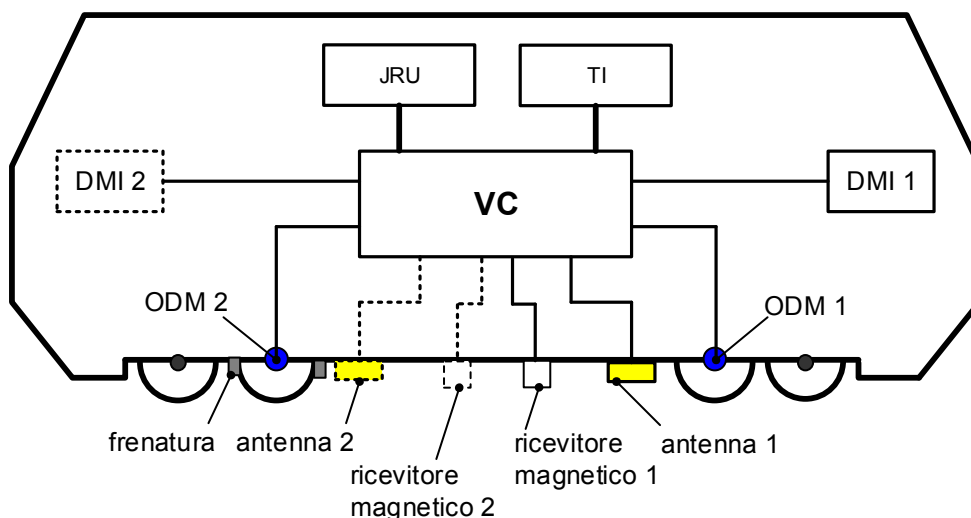 JRU
TI
DMI 2
VC
DMI 1
ODM 2
ODM 1
frenatura
antenna 2
ricevitore
magnetico 2
ricevitore
magnetico 1
antenna 1